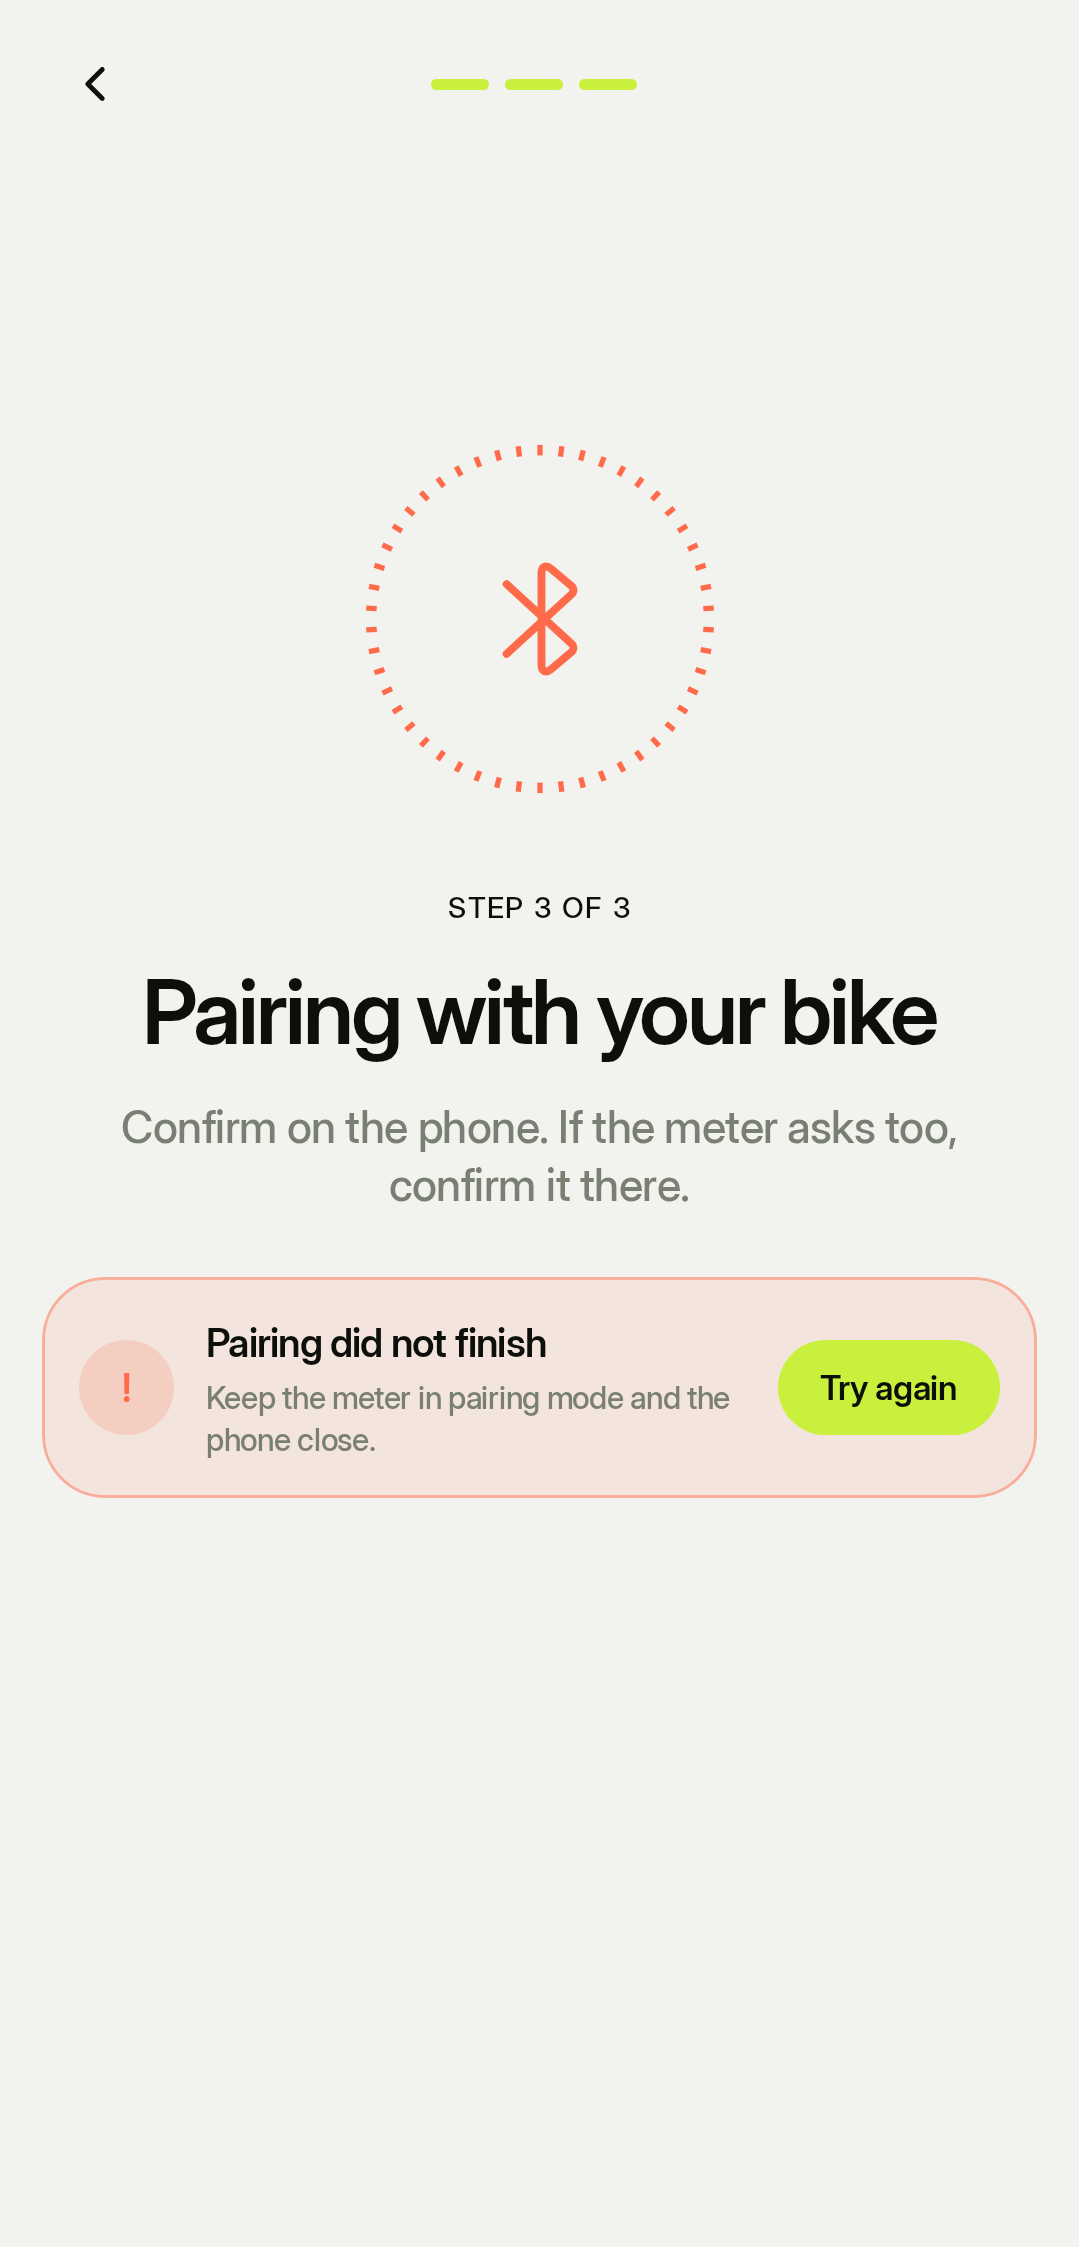 STEP 3 OF 3
Pairing with your bike
Confirm on the phone. If the meter asks too,
confirm it there.
!
Pairing did not finish
Keep the meter in pairing mode and the
phone close.
Try again